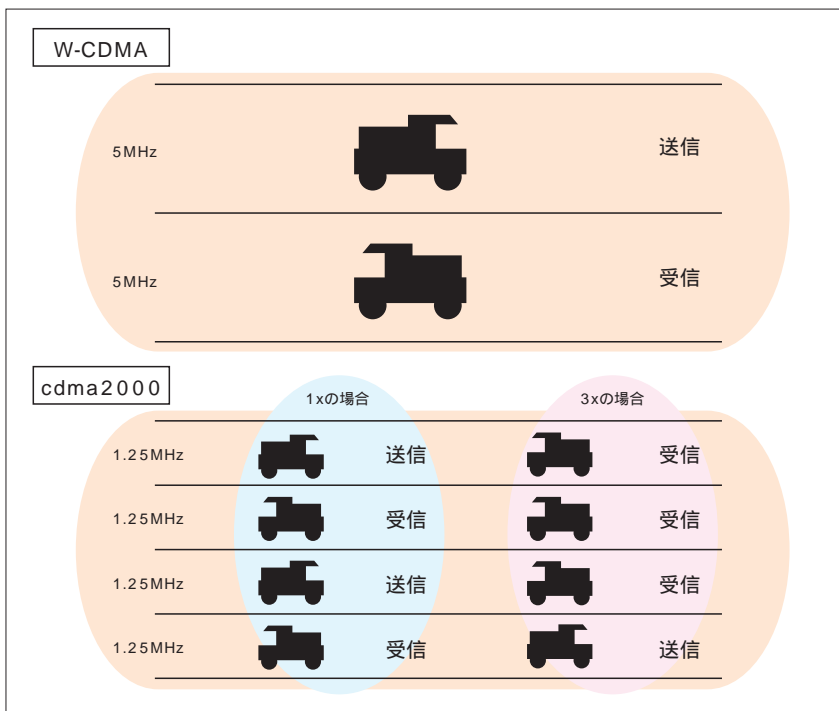 W-CDMA
5MHz
送信
5MHz
受信
cdma2000
1xの場合
3xの場合
1.25MHz
送信
受信
1.25MHz
受信
受信
1.25MHz
送信
受信
1.25MHz
受信
送信